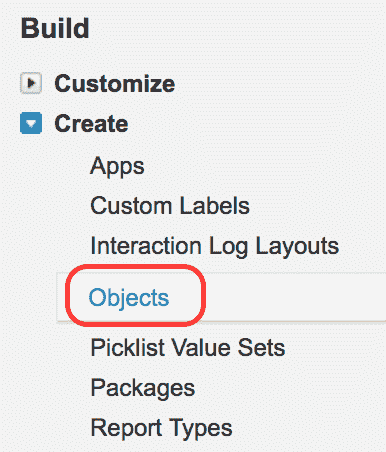 Build
Customize
Create
Apps
Custom Labels
Interaction Log Layouts
Objects
Picklist Value Sets
Packages
Report Types